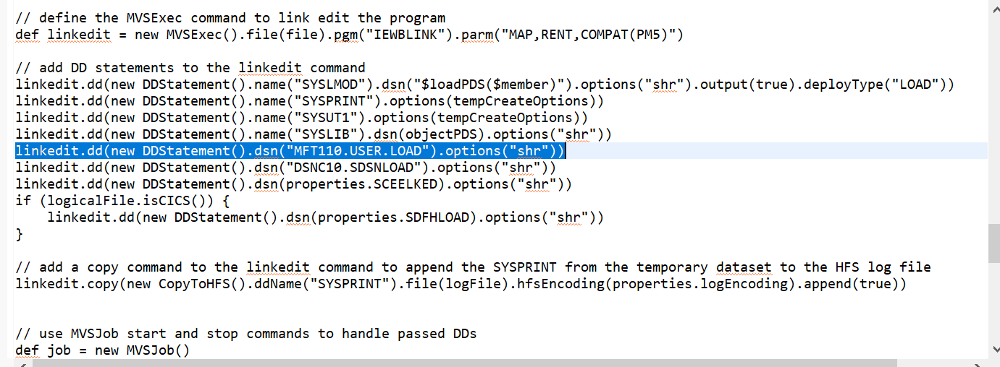 // define the MVSExec command to link edit the program
def linkedit = new MVSExec().file(file).pgm("IEWBLINK").parm("MAP,RENT,COMPAT(PM5)")
// add DD statements to the linkedit command
linkedit.dd(new DDStatement().name("SYSLMOD").dsn("$loadPDS($member)").options("shr").output(true).deployType("LOAD"))
linkedit.dd(new DDStatement().name("SYSPRINT").options(tempCreateOptions))
linkedit.dd(new DDStatement().name("SYSUT1").options(tempCreateOptions))
linkedit.dd(new DDStatement().name("SYSLIB").dsn(objectPDS).options("shr"))
linkedit.dd(new DDStatement().dsn("MFT110.USER.LOAD").options("shr"))
linkedit.dd(new DDStatement().dsn("DSNC10.SDSNLOAD").options("shr"))
linkedit.dd(new DDStatement().dsn(properties.SCEELKED).options("shr"))
if (logicalFile.isCICS()) {
    linkedit.dd(new DDStatement().dsn(properties.SDFHLOAD).options("shr"))
}
// add a copy command to the linkedit command to append the SYSPRINT from the temporary dataset to the HFS log file
linkedit.copy(new CopyToHFS().ddName("SYSPRINT").file(logFile).hfsEncoding(properties.logEncoding).append(true))
// use MVSJob start and stop commands to handle passed DDs
def job = new MVSJob()